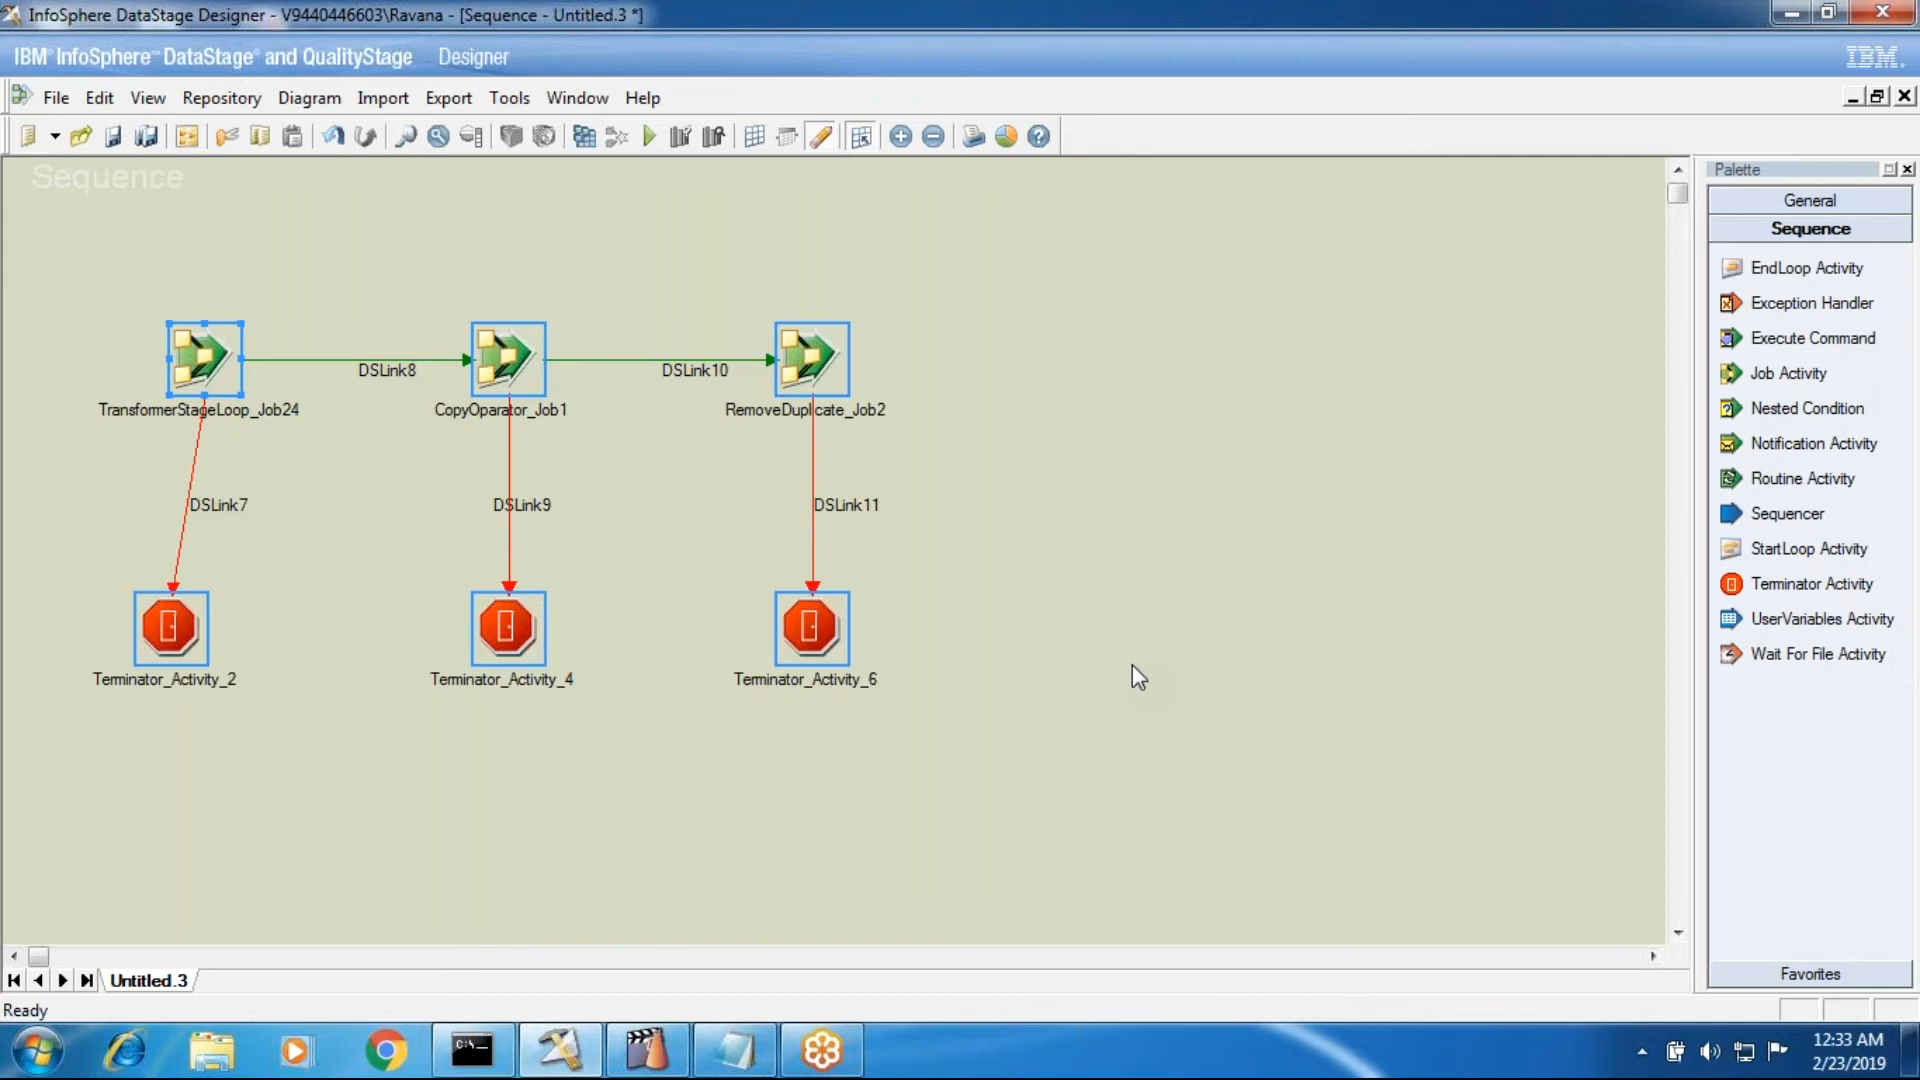 InfoSphere DataStage Designer - V9440446603\Ravana - [Sequence - Untitled.3 *]
IBM® InfoSphere™ DataStage® and QualityStage Designer
IBM.
File Edit View Repository Diagram Import Export Tools Window Help
Sequence
DSLink8
DSLink10
TransformerStageLoop_Job24
CopyOparator_Job1
RemoveDuplicate_Job2
DSLink7
DSLink9
DSLink11
Terminator_Activity_2
Terminator_Activity_4
Terminator_Activity_6
Palette
General
Sequence
EndLoop Activity
Exception Handler
Execute Command
Job Activity
Nested Condition
Notification Activity
Routine Activity
Sequencer
StartLoop Activity
Terminator Activity
UserVariables Activity
Wait For File Activity
Favorites
Untitled.3
Ready
C:\.
12:33 AM
2/23/2019